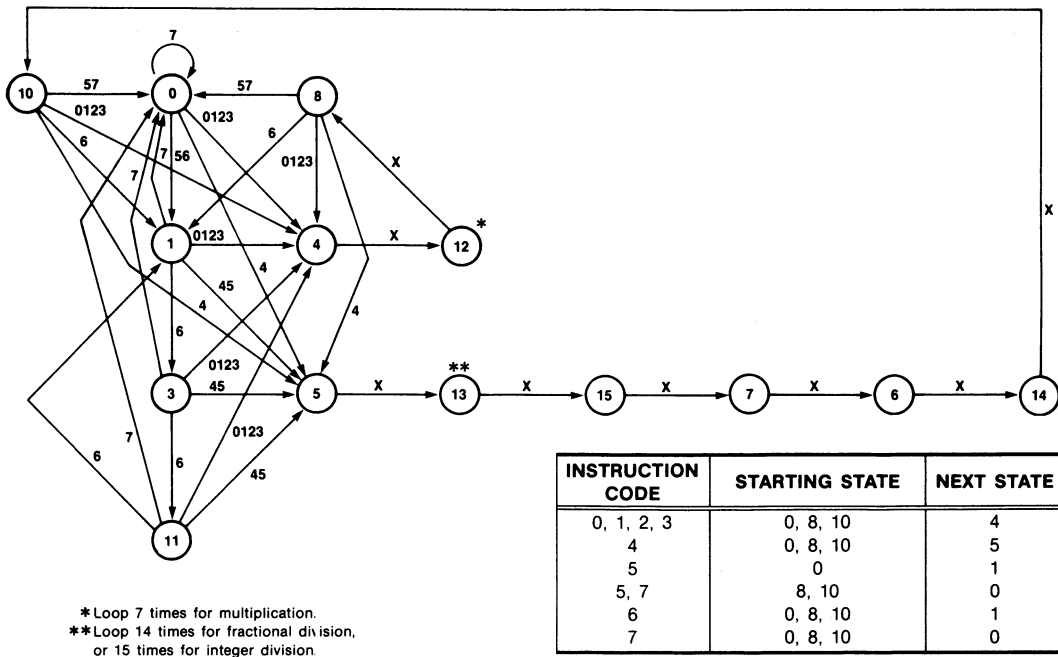 7
10
57
0
57
8
0123
0123
6
7
56
6
0123
X
7
X
1
0123
4
X
12
*
45
4
4
4
6
**
0123
3
45
5
X
13
X
15
X
7
X
6
X
14
7
6
0123
6
45
11
INSTRUCTION CODE STARTING STATE NEXT STATE
0, 1, 2, 3 0, 8, 10 4
4 0, 8, 10 5
5 0 1
5, 7 8, 10 0
6 0, 8, 10 1
7 0, 8, 10 0
* Loop 7 times for multiplication.
** Loop 14 times for fractional division,
or 15 times for integer division.